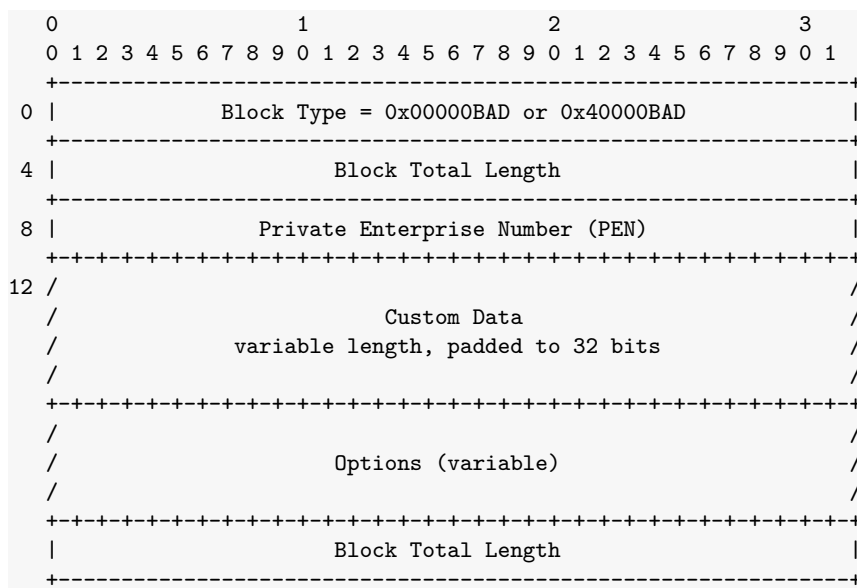 0                   1                   2                   3
    0 1 2 3 4 5 6 7 8 9 0 1 2 3 4 5 6 7 8 9 0 1 2 3 4 5 6 7 8 9 0 1
   +---------------------------------------------------------------+
 0 |             Block Type = 0x00000BAD or 0x40000BAD             |
   +---------------------------------------------------------------+
 4 |                      Block Total Length                       |
   +---------------------------------------------------------------+
 8 |                Private Enterprise Number (PEN)                |
   +-+-+-+-+-+-+-+-+-+-+-+-+-+-+-+-+-+-+-+-+-+-+-+-+-+-+-+-+-+-+-+-+
12 /                                                               /
   /                          Custom Data                          /
   /              variable length, padded to 32 bits               /
   /                                                               /
   +-+-+-+-+-+-+-+-+-+-+-+-+-+-+-+-+-+-+-+-+-+-+-+-+-+-+-+-+-+-+-+-+
   /                                                               /
   /                      Options (variable)                       /
   /                                                               /
   +-+-+-+-+-+-+-+-+-+-+-+-+-+-+-+-+-+-+-+-+-+-+-+-+-+-+-+-+-+-+-+-+
   |                      Block Total Length                       |
   +---------------------------------------------------------------+